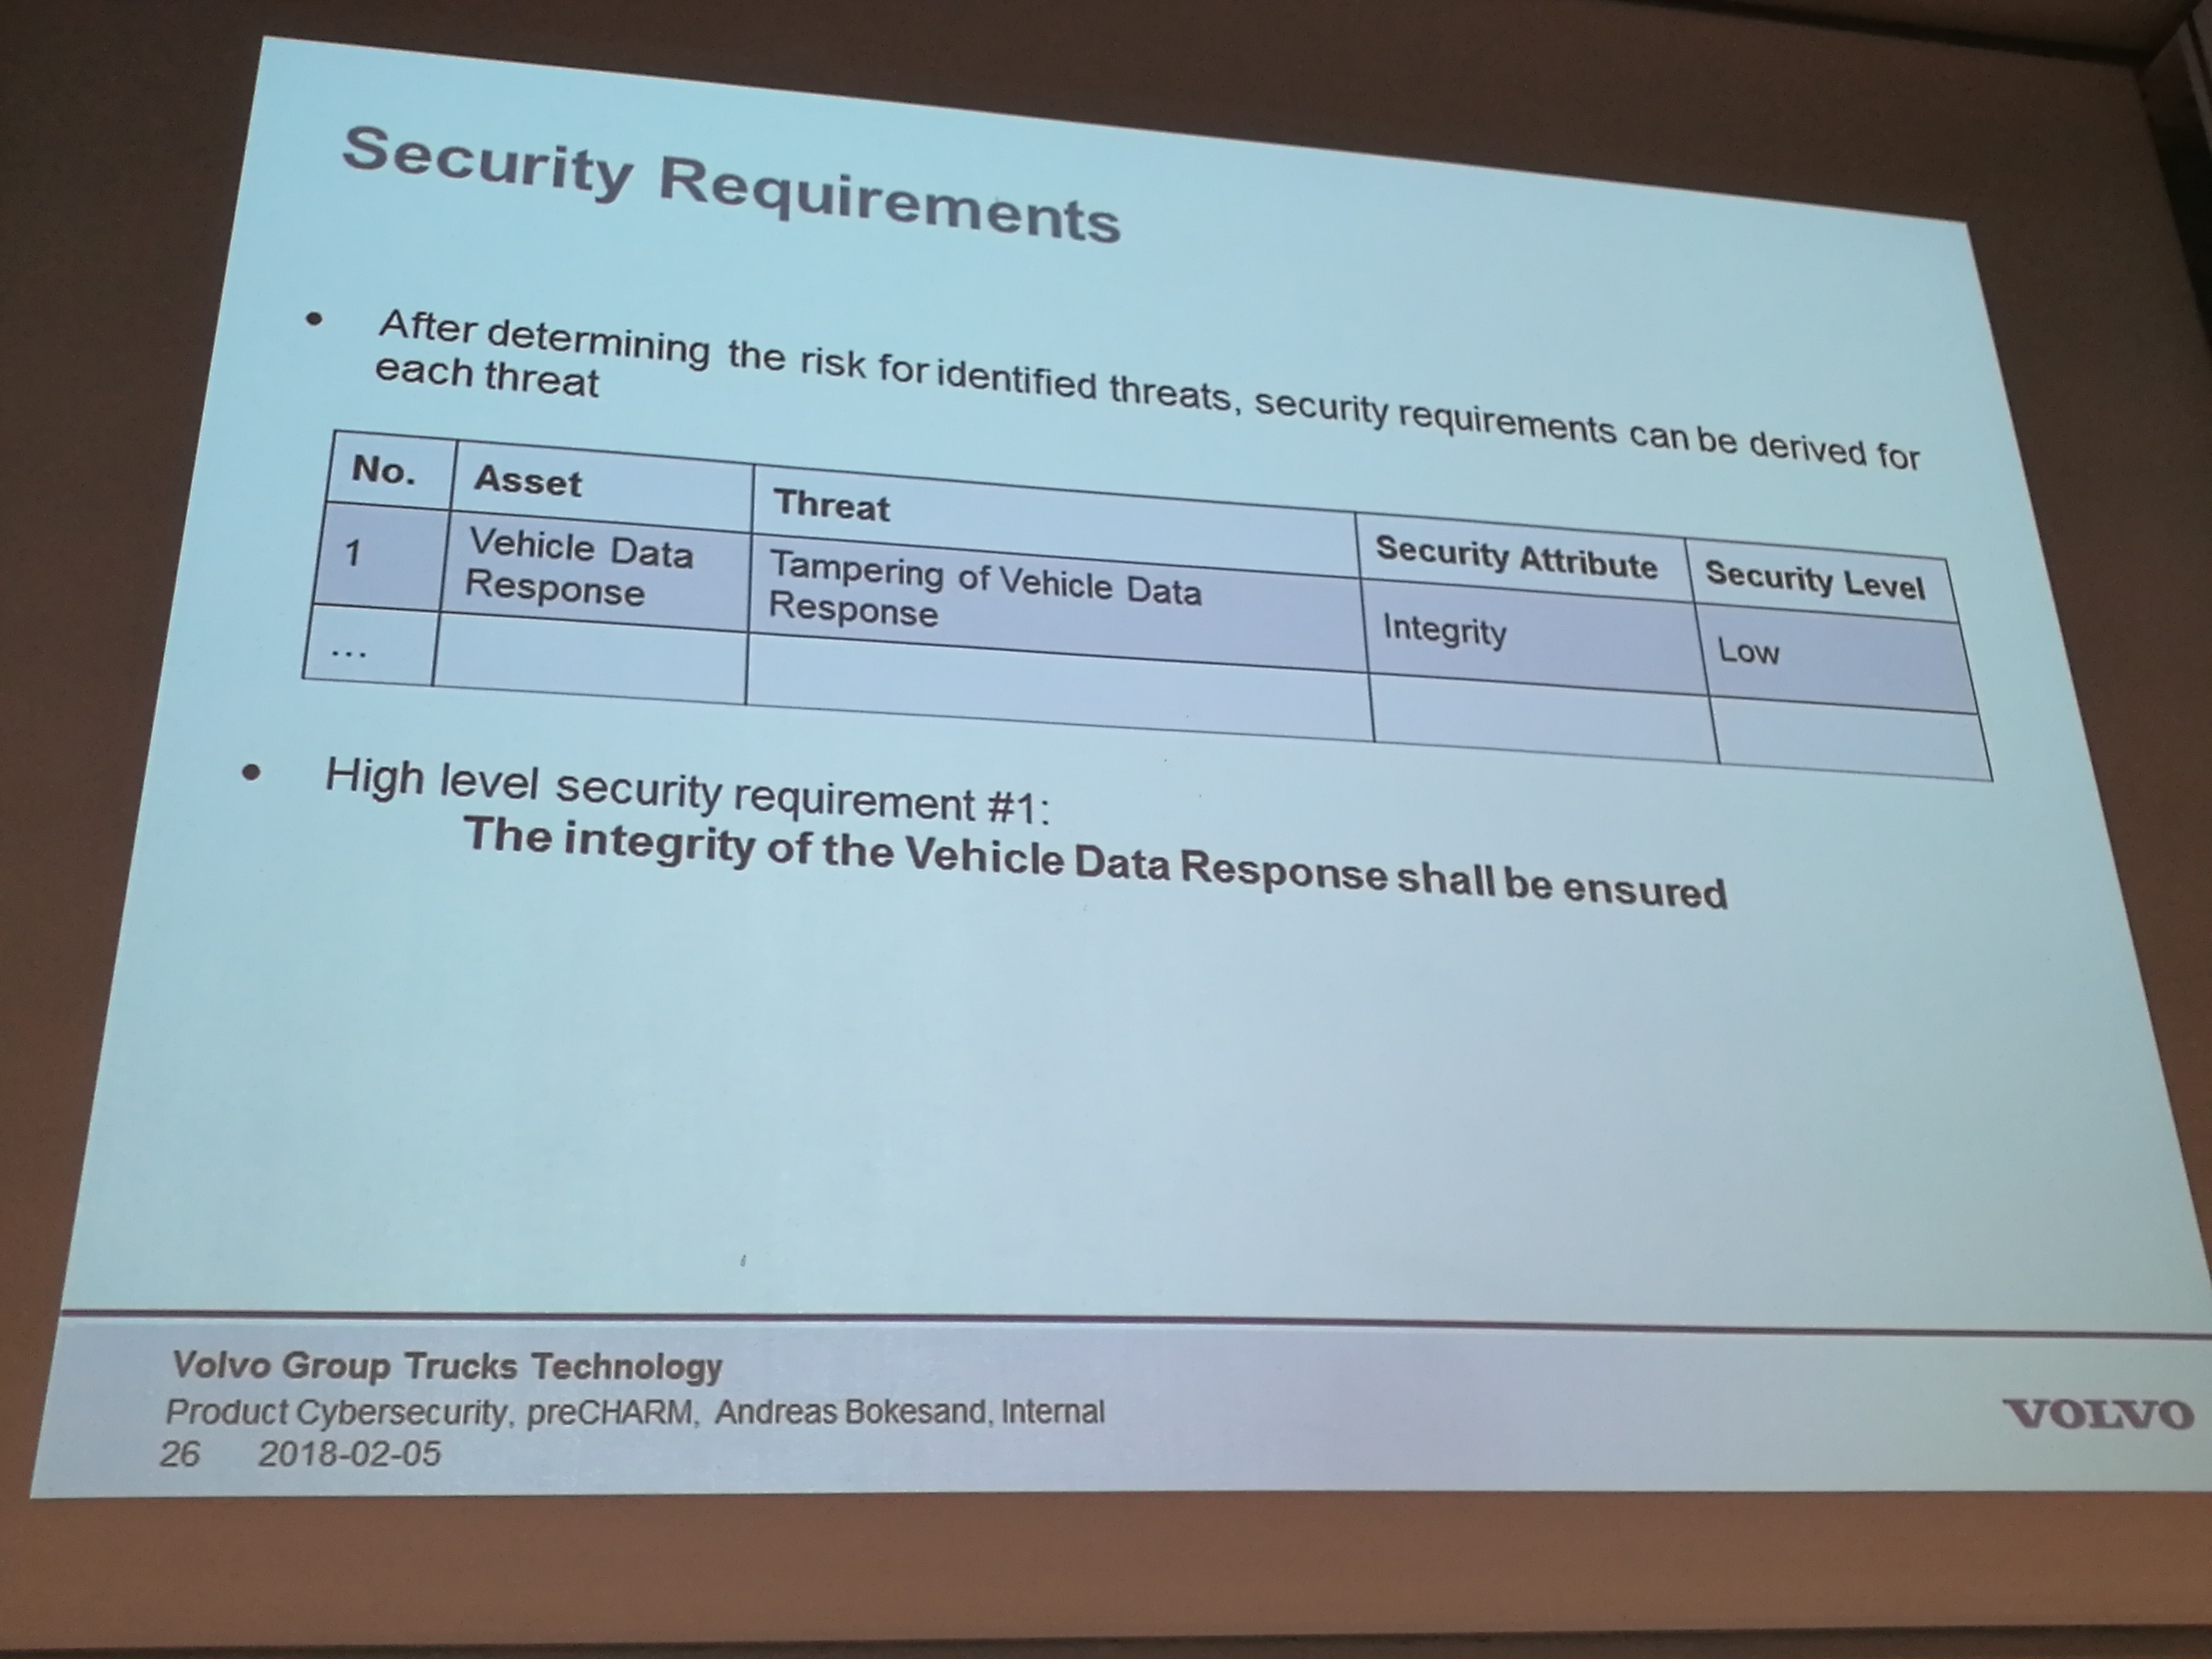 Security Requirements
• After determining the risk for identified threats, security requirements can be derived for
each threat
No. Asset Threat Security Attribute Security Level
1 Vehicle Data Response Tampering of Vehicle Data Response Integrity Low
...
• High level security requirement #1:
The integrity of the Vehicle Data Response shall be ensured
Volvo Group Trucks Technology
Product Cybersecurity, preCHARM, Andreas Bokesand, Internal
26 2018-02-05
VOLVO